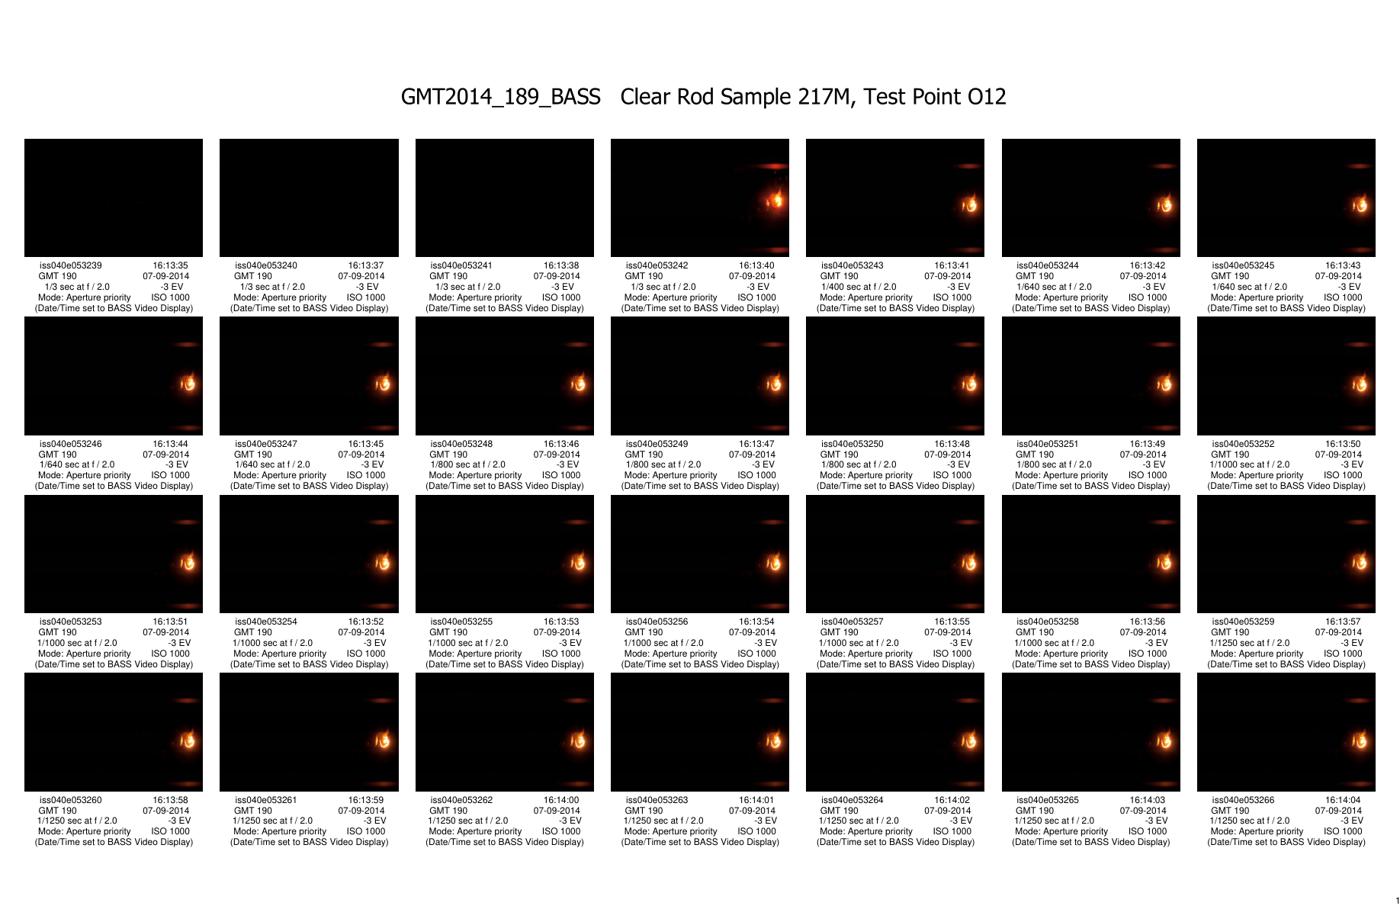 GMT2014_189_BASS   Clear Rod Sample 217M, Test Point O12
iss040e053239 16:13:35
GMT 190 07-09-2014
1/3 sec at f / 2.0 -3 EV
Mode: Aperture priority ISO 1000
(Date/Time set to BASS Video Display)
iss040e053240 16:13:37
GMT 190 07-09-2014
1/3 sec at f / 2.0 -3 EV
Mode: Aperture priority ISO 1000
(Date/Time set to BASS Video Display)
iss040e053241 16:13:38
GMT 190 07-09-2014
1/3 sec at f / 2.0 -3 EV
Mode: Aperture priority ISO 1000
(Date/Time set to BASS Video Display)
iss040e053242 16:13:40
GMT 190 07-09-2014
1/3 sec at f / 2.0 -3 EV
Mode: Aperture priority ISO 1000
(Date/Time set to BASS Video Display)
iss040e053243 16:13:41
GMT 190 07-09-2014
1/400 sec at f / 2.0 -3 EV
Mode: Aperture priority ISO 1000
(Date/Time set to BASS Video Display)
iss040e053244 16:13:42
GMT 190 07-09-2014
1/640 sec at f / 2.0 -3 EV
Mode: Aperture priority ISO 1000
(Date/Time set to BASS Video Display)
iss040e053245 16:13:43
GMT 190 07-09-2014
1/640 sec at f / 2.0 -3 EV
Mode: Aperture priority ISO 1000
(Date/Time set to BASS Video Display)
iss040e053246 16:13:44
GMT 190 07-09-2014
1/640 sec at f / 2.0 -3 EV
Mode: Aperture priority ISO 1000
(Date/Time set to BASS Video Display)
iss040e053247 16:13:45
GMT 190 07-09-2014
1/640 sec at f / 2.0 -3 EV
Mode: Aperture priority ISO 1000
(Date/Time set to BASS Video Display)
iss040e053248 16:13:46
GMT 190 07-09-2014
1/800 sec at f / 2.0 -3 EV
Mode: Aperture priority ISO 1000
(Date/Time set to BASS Video Display)
iss040e053249 16:13:47
GMT 190 07-09-2014
1/800 sec at f / 2.0 -3 EV
Mode: Aperture priority ISO 1000
(Date/Time set to BASS Video Display)
iss040e053250 16:13:48
GMT 190 07-09-2014
1/800 sec at f / 2.0 -3 EV
Mode: Aperture priority ISO 1000
(Date/Time set to BASS Video Display)
iss040e053251 16:13:49
GMT 190 07-09-2014
1/800 sec at f / 2.0 -3 EV
Mode: Aperture priority ISO 1000
(Date/Time set to BASS Video Display)
iss040e053252 16:13:50
GMT 190 07-09-2014
1/1000 sec at f / 2.0 -3 EV
Mode: Aperture priority ISO 1000
(Date/Time set to BASS Video Display)
iss040e053253 16:13:51
GMT 190 07-09-2014
1/1000 sec at f / 2.0 -3 EV
Mode: Aperture priority ISO 1000
(Date/Time set to BASS Video Display)
iss040e053254 16:13:52
GMT 190 07-09-2014
1/1000 sec at f / 2.0 -3 EV
Mode: Aperture priority ISO 1000
(Date/Time set to BASS Video Display)
iss040e053255 16:13:53
GMT 190 07-09-2014
1/1000 sec at f / 2.0 -3 EV
Mode: Aperture priority ISO 1000
(Date/Time set to BASS Video Display)
iss040e053256 16:13:54
GMT 190 07-09-2014
1/1000 sec at f / 2.0 -3 EV
Mode: Aperture priority ISO 1000
(Date/Time set to BASS Video Display)
iss040e053257 16:13:55
GMT 190 07-09-2014
1/1000 sec at f / 2.0 -3 EV
Mode: Aperture priority ISO 1000
(Date/Time set to BASS Video Display)
iss040e053258 16:13:56
GMT 190 07-09-2014
1/1000 sec at f / 2.0 -3 EV
Mode: Aperture priority ISO 1000
(Date/Time set to BASS Video Display)
iss040e053259 16:13:57
GMT 190 07-09-2014
1/1250 sec at f / 2.0 -3 EV
Mode: Aperture priority ISO 1000
(Date/Time set to BASS Video Display)
iss040e053260 16:13:58
GMT 190 07-09-2014
1/1250 sec at f / 2.0 -3 EV
Mode: Aperture priority ISO 1000
(Date/Time set to BASS Video Display)
iss040e053261 16:13:59
GMT 190 07-09-2014
1/1250 sec at f / 2.0 -3 EV
Mode: Aperture priority ISO 1000
(Date/Time set to BASS Video Display)
iss040e053262 16:14:00
GMT 190 07-09-2014
1/1250 sec at f / 2.0 -3 EV
Mode: Aperture priority ISO 1000
(Date/Time set to BASS Video Display)
iss040e053263 16:14:01
GMT 190 07-09-2014
1/1250 sec at f / 2.0 -3 EV
Mode: Aperture priority ISO 1000
(Date/Time set to BASS Video Display)
iss040e053264 16:14:02
GMT 190 07-09-2014
1/1250 sec at f / 2.0 -3 EV
Mode: Aperture priority ISO 1000
(Date/Time set to BASS Video Display)
iss040e053265 16:14:03
GMT 190 07-09-2014
1/1250 sec at f / 2.0 -3 EV
Mode: Aperture priority ISO 1000
(Date/Time set to BASS Video Display)
iss040e053266 16:14:04
GMT 190 07-09-2014
1/1250 sec at f / 2.0 -3 EV
Mode: Aperture priority ISO 1000
(Date/Time set to BASS Video Display)